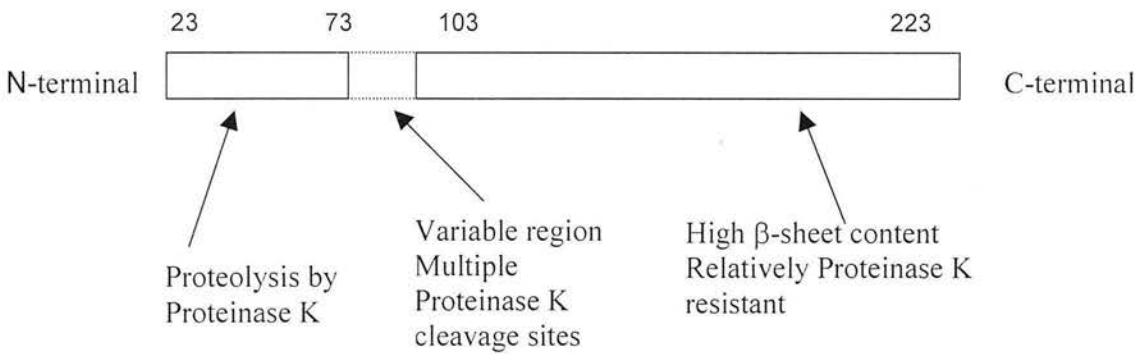 23 73 103 223
N-terminal C-terminal
Proteolysis by
Proteinase K
Variable region
Multiple
Proteinase K
cleavage sites
High β-sheet content
Relatively Proteinase K
resistant